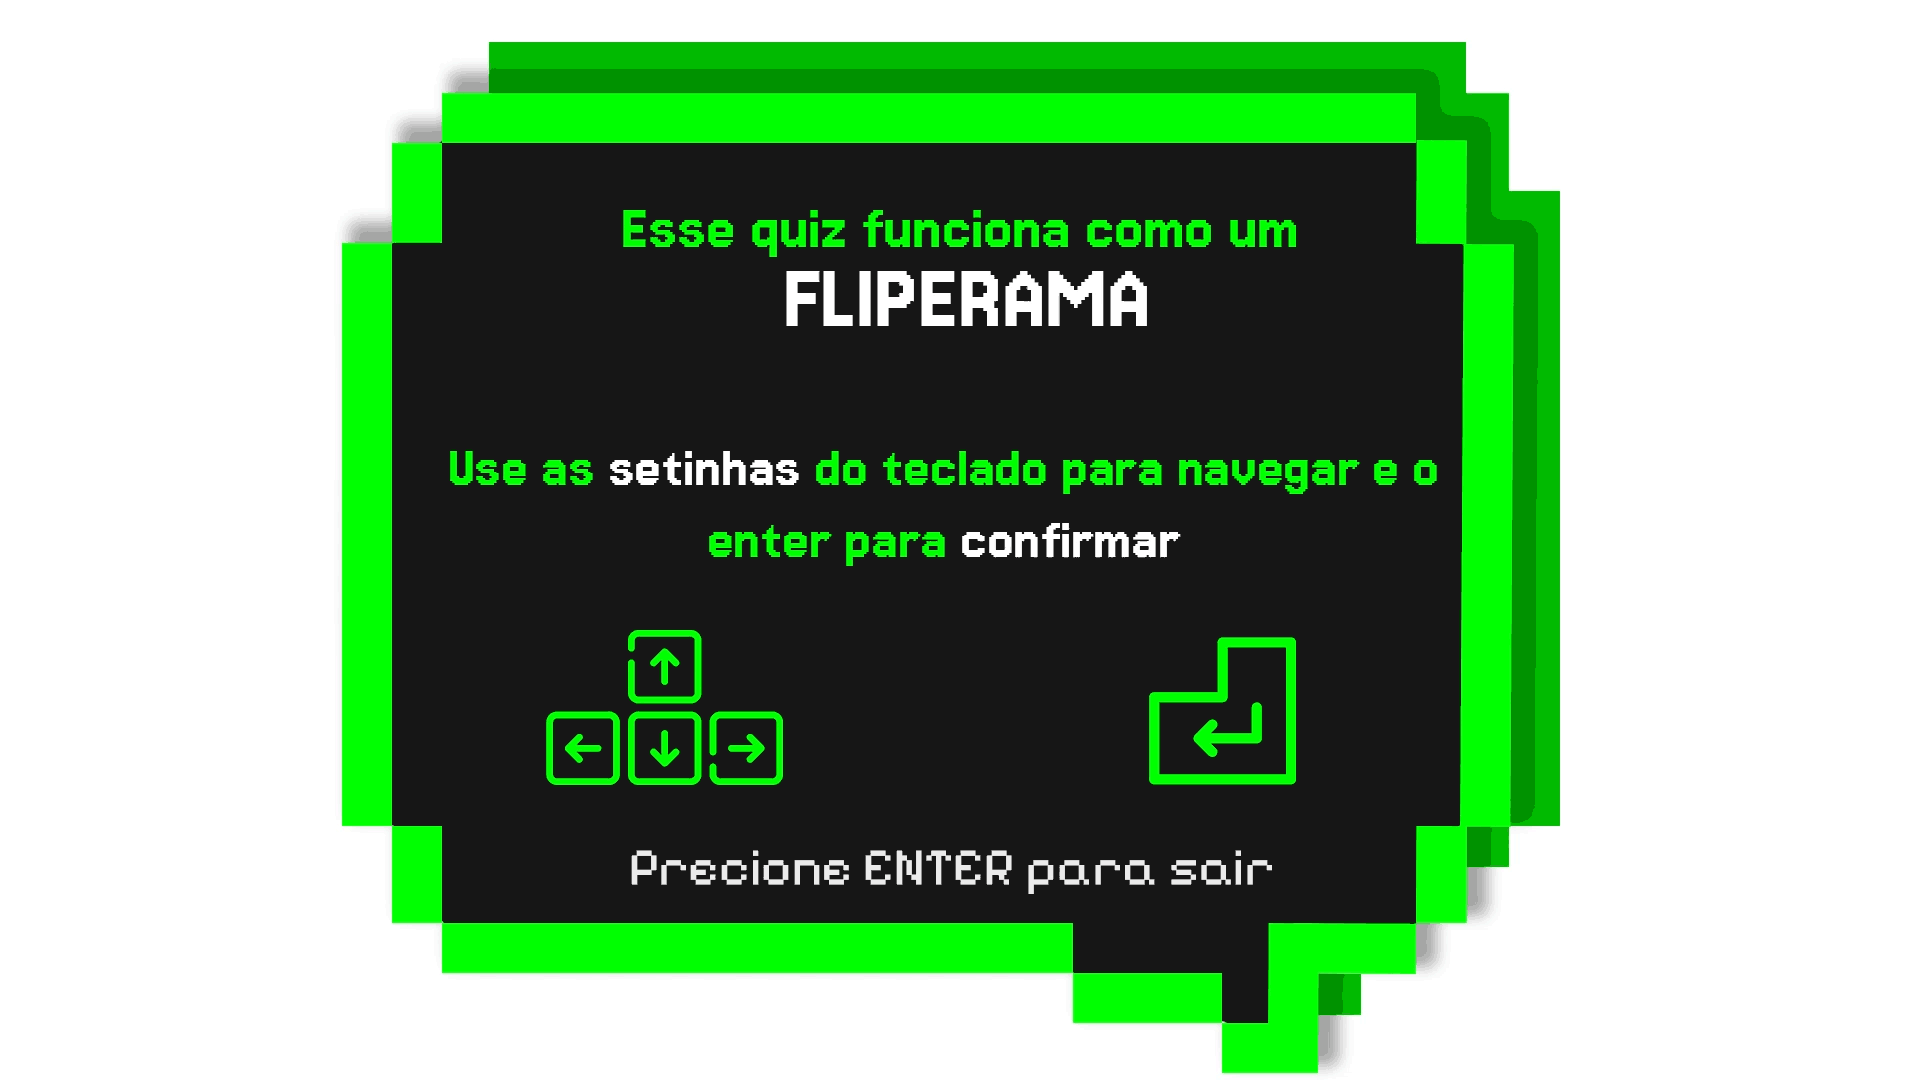 Esse quiz funciona como um
FLIPERAMA
Use as setinhas do teclado para navegar e o
enter para confirmar
Precione ENTER para sair